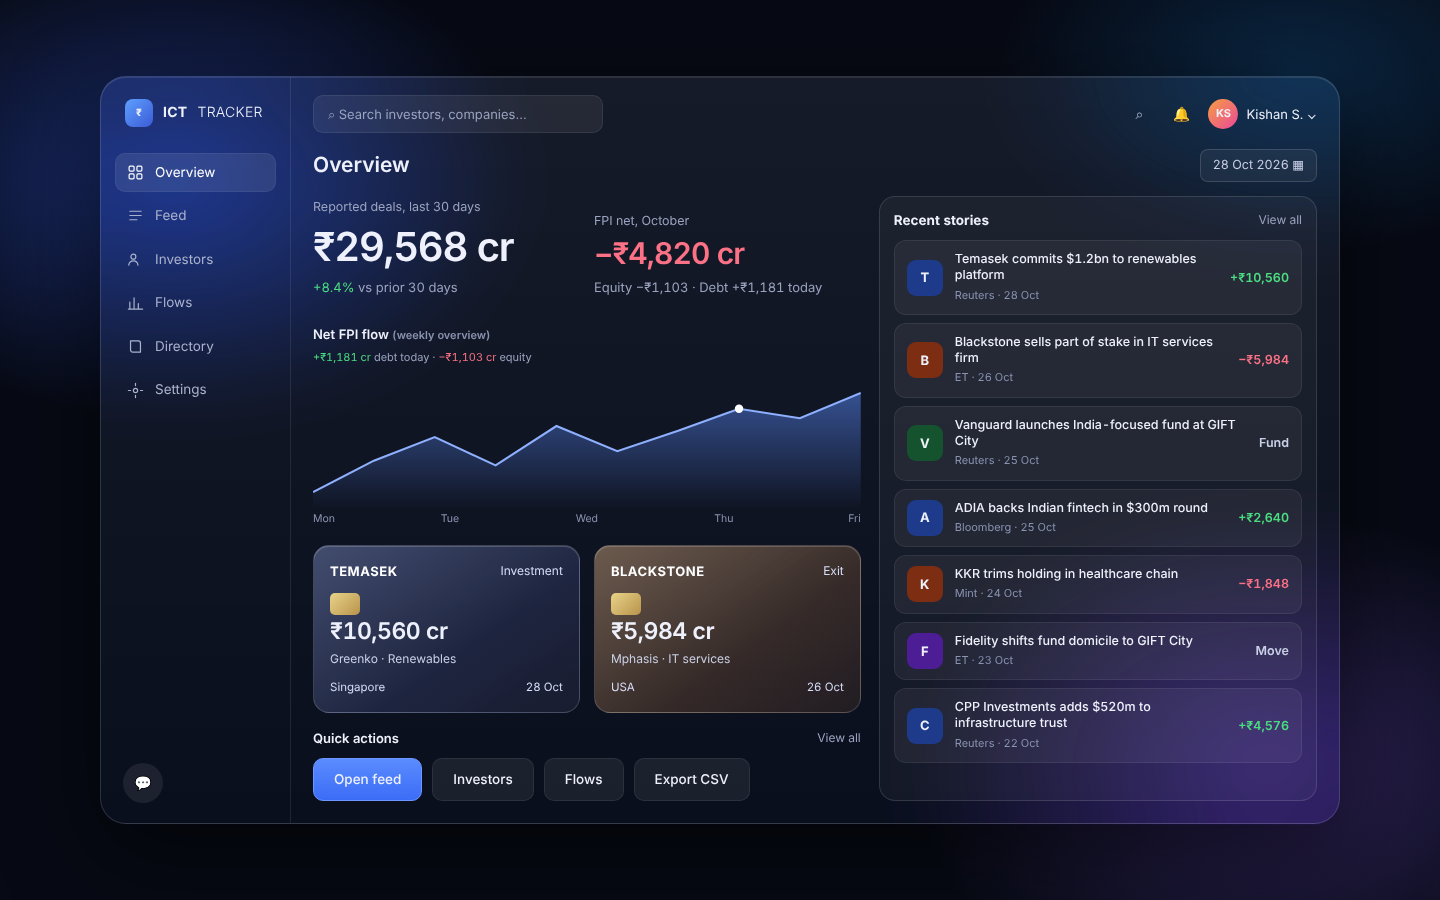 ₹ ICT TRACKER
Overview
Feed
Investors
Flows
Directory
Settings
Search investors, companies...
KS Kishan S.
Overview
28 Oct 2026
Reported deals, last 30 days
₹29,568 cr
+8.4% vs prior 30 days
FPI net, October
−₹4,820 cr
Equity −₹1,103 · Debt +₹1,181 today
Net FPI flow (weekly overview)
+₹1,181 cr debt today · −₹1,103 cr equity
Mon Tue Wed Thu Fri
TEMASEK Investment
₹10,560 cr
Greenko · Renewables
Singapore 28 Oct
BLACKSTONE Exit
₹5,984 cr
Mphasis · IT services
USA 26 Oct
Quick actions View all
Open feed Investors Flows Export CSV
Recent stories View all
T
Temasek commits $1.2bn to renewables
platform
Reuters · 28 Oct
+₹10,560
B
Blackstone sells part of stake in IT services
firm
ET · 26 Oct
−₹5,984
V
Vanguard launches India-focused fund at GIFT
City
Reuters · 25 Oct
Fund
A
ADIA backs Indian fintech in $300m round
Bloomberg · 25 Oct
+₹2,640
K
KKR trims holding in healthcare chain
Mint · 24 Oct
−₹1,848
F
Fidelity shifts fund domicile to GIFT City
ET · 23 Oct
Move
C
CPP Investments adds $520m to
infrastructure trust
Reuters · 22 Oct
+₹4,576